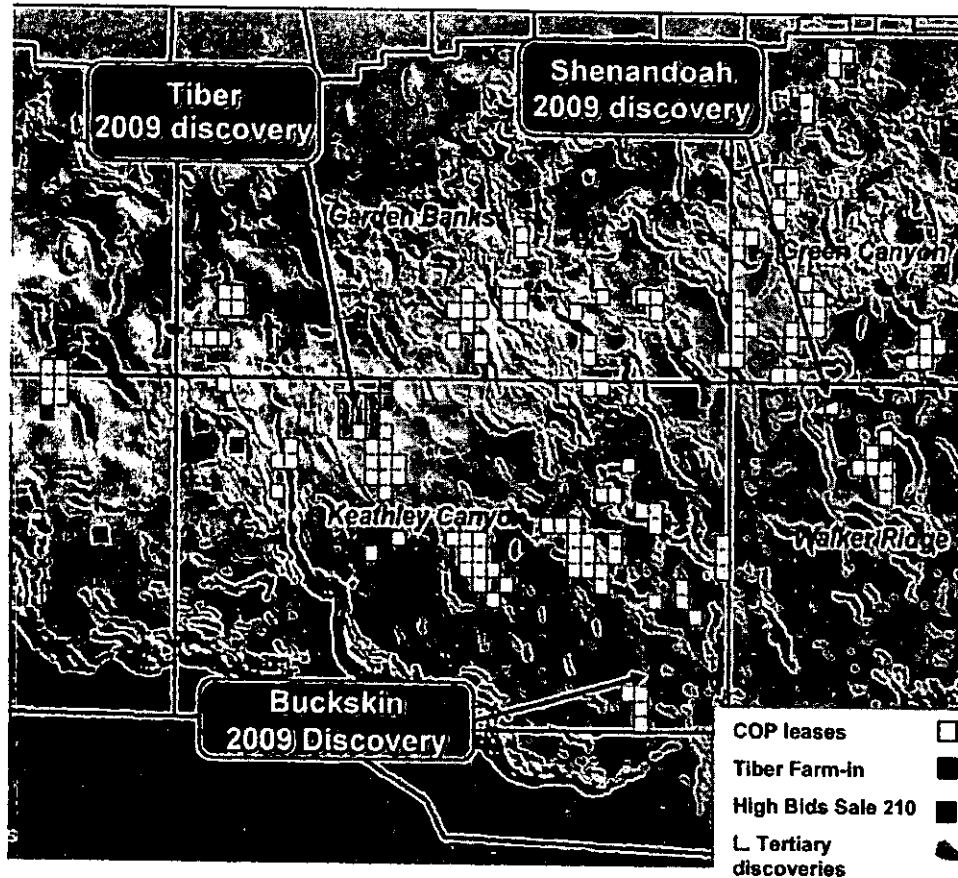 Tiber
2009 discovery
Shenandoah
2009 discovery
Garden Banks
Green Canyon
Keathley Canyon
Walker Ridge
Buckskin
2009 Discovery
COP leases
Tiber Farm-in
High Bids Sale 210
L. Tertiary
discoveries
s